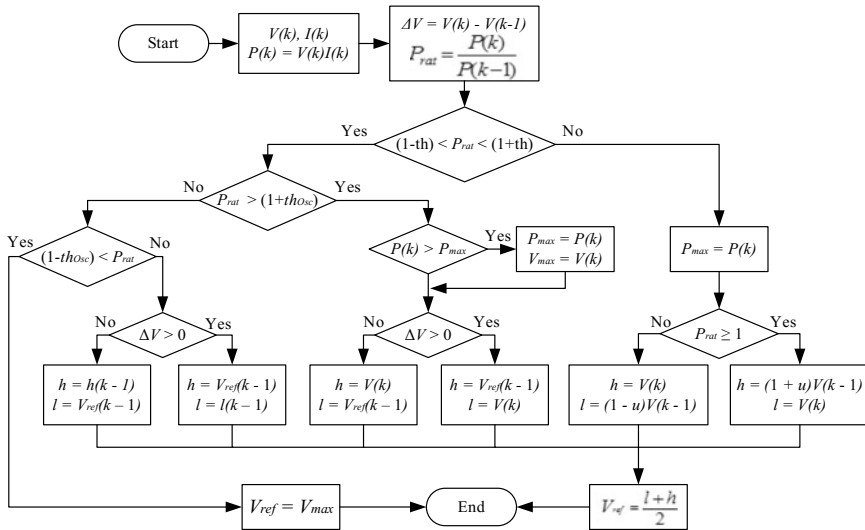 Start
V(k), I(k)
P(k) = V(k)I(k)
ΔV = V(k) - V(k-1)
P_rat = P(k) / P(k−1)
Yes
(1-th) < P_rat < (1+th)
No
No
P_rat > (1+th_Osc)
Yes
Yes
(1-th_Osc) < P_rat
No
P(k) > P_max
Yes
P_max = P(k)
V_max = V(k)
P_max = P(k)
No
ΔV > 0
Yes
No
ΔV > 0
Yes
No
P_rat ≥ 1
Yes
h = h(k - 1)
l = V_ref(k – 1)
h = V_ref(k - 1)
l = l(k – 1)
h = V(k)
l = V_ref(k – 1)
h = V_ref(k - 1)
l = V(k)
h = V(k)
l = (1 - u)V(k - 1)
h = (1 + u)V(k - 1)
l = V(k)
V_ref = V_max
End
V_ref = l + h / 2